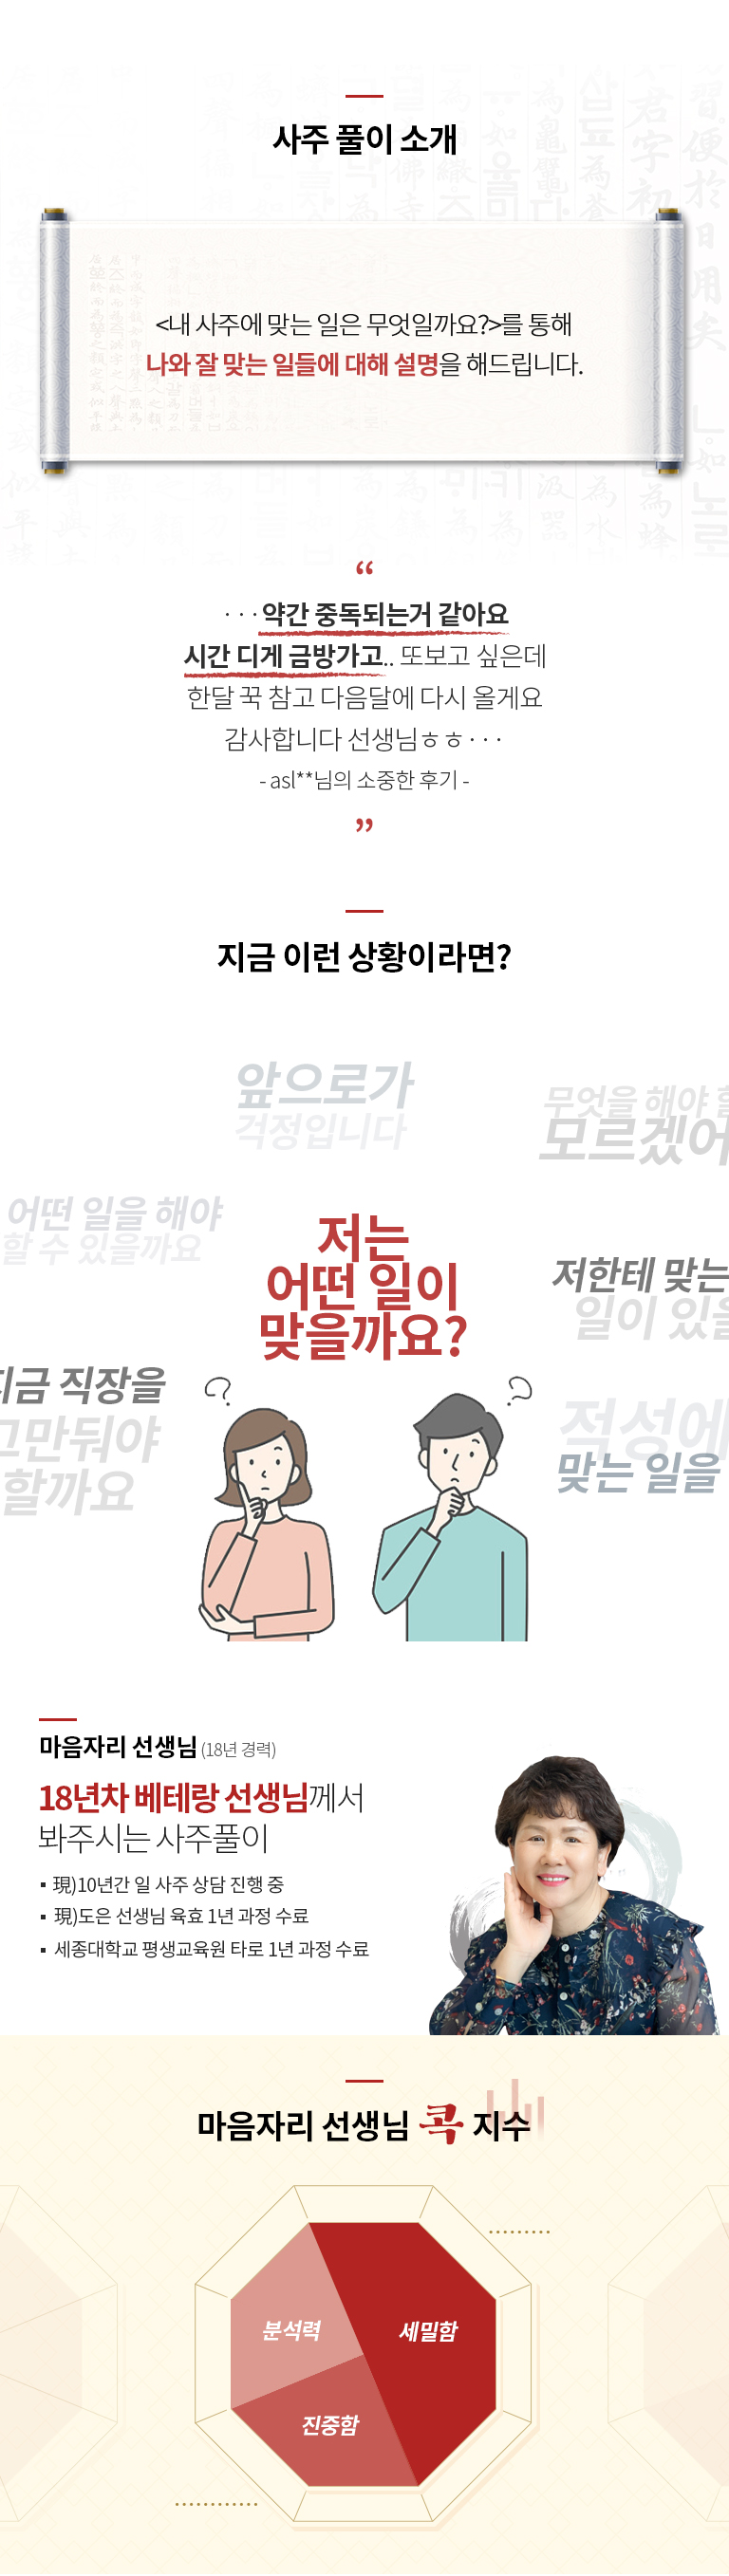 사주 풀이 소개
<내 사주에 맞는 일은 무엇일까요?>를 통해
나와 잘 맞는 일들에 대해 설명을 해드립니다.
“
· · · 약간 중독되는거 같아요
시간 디게 금방가고.. 또보고 싶은데
한달 꾹 참고 다음달에 다시 올게요
감사합니다 선생님ㅎㅎ · · ·
- asl**님의 소중한 후기 -
”
지금 이런 상황이라면?
앞으로가
걱정입니다
무엇을 해야
모르겠어
어떤 일을 해야
할 수 있을까요
저는
어떤 일이
맞을까요?
저한테 맞는
일이 있을
지금 직장을
그만둬야
할까요
적성에
맞는 일을
마음자리 선생님 (18년 경력)
18년차 베테랑 선생님께서
봐주시는 사주풀이
▪ 現)10년간 일 사주 상담 진행 중
▪ 現)도은 선생님 육효 1년 과정 수료
▪ 세종대학교 평생교육원 타로 1년 과정 수료
마음자리 선생님 콕 지수
분석력
세밀함
진중함